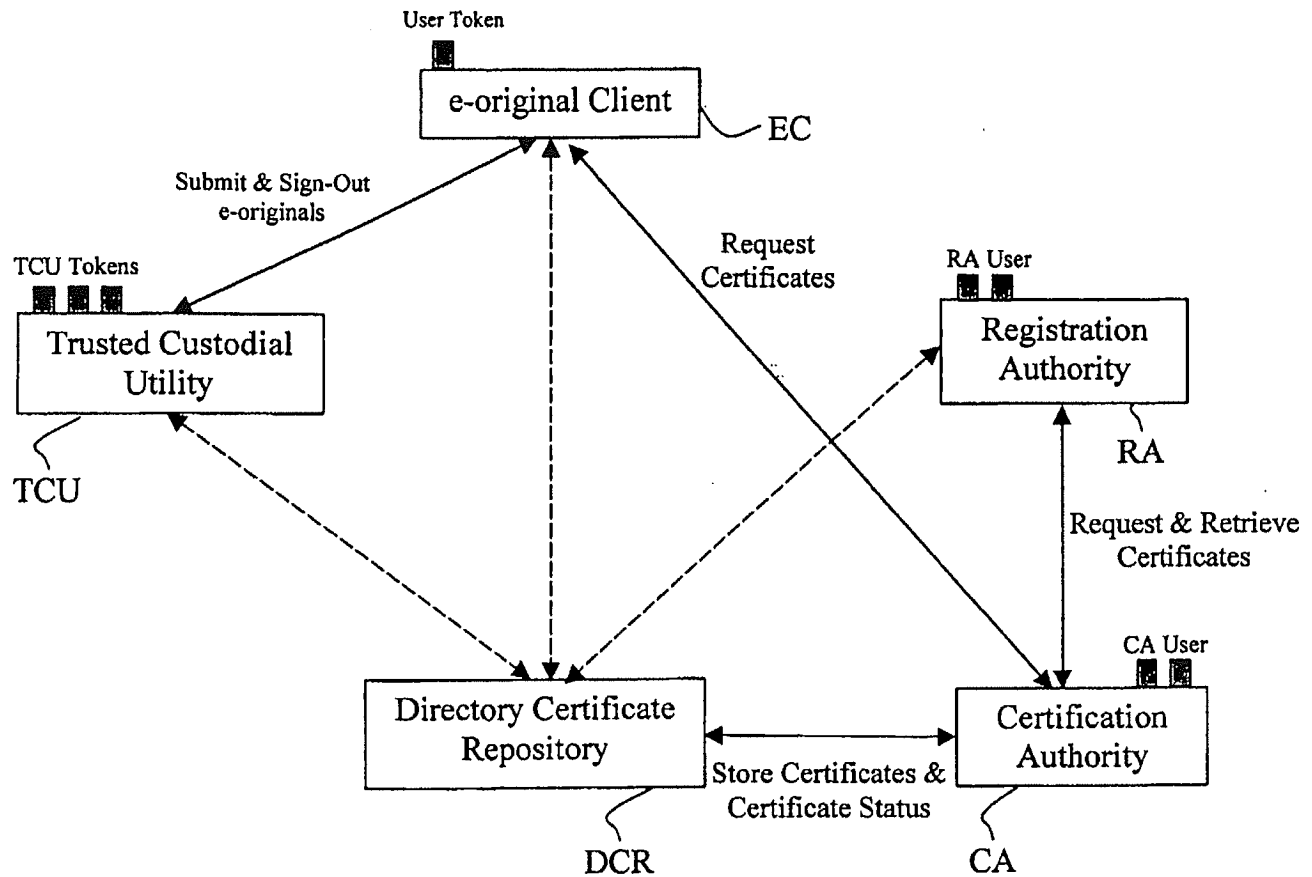 User Token
e-original Client
EC
Submit & Sign-Out
e-originals
Request
Certificates
TCU Tokens
Trusted Custodial
Utility
TCU
RA User
Registration
Authority
RA
Request & Retrieve
Certificates
CA User
Directory Certificate
Repository
DCR
Store Certificates &
Certificate Status
Certification
Authority
CA